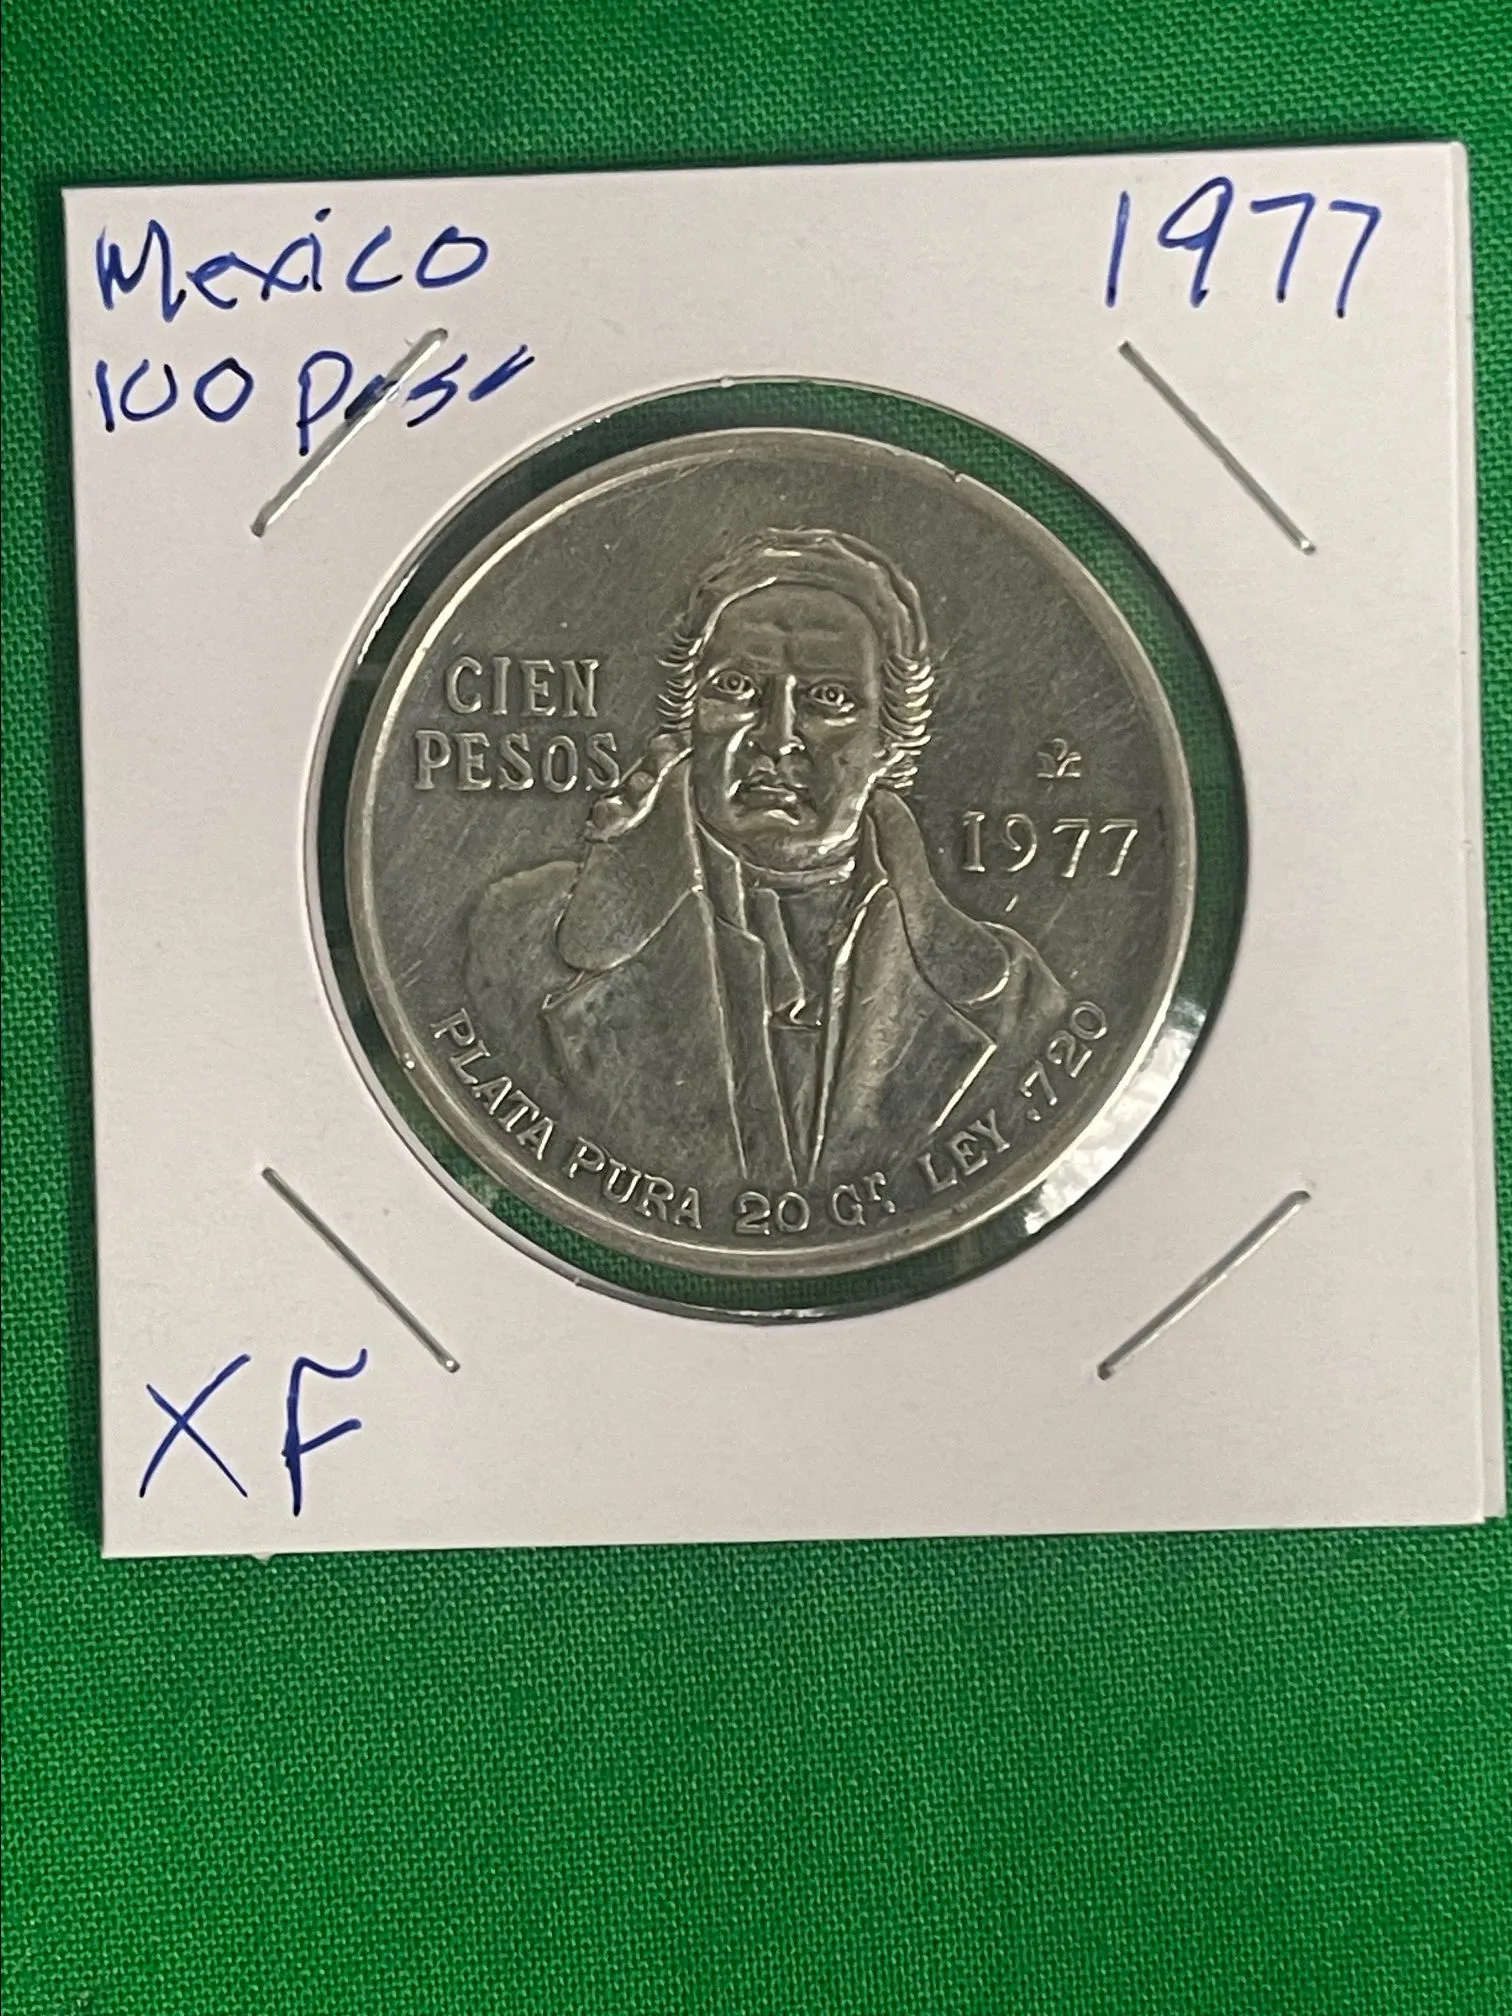 Mexico
1977
100 Peso
CIEN
PESOS
1977
PLATA PURA 20 Gr. LEY .720
XF